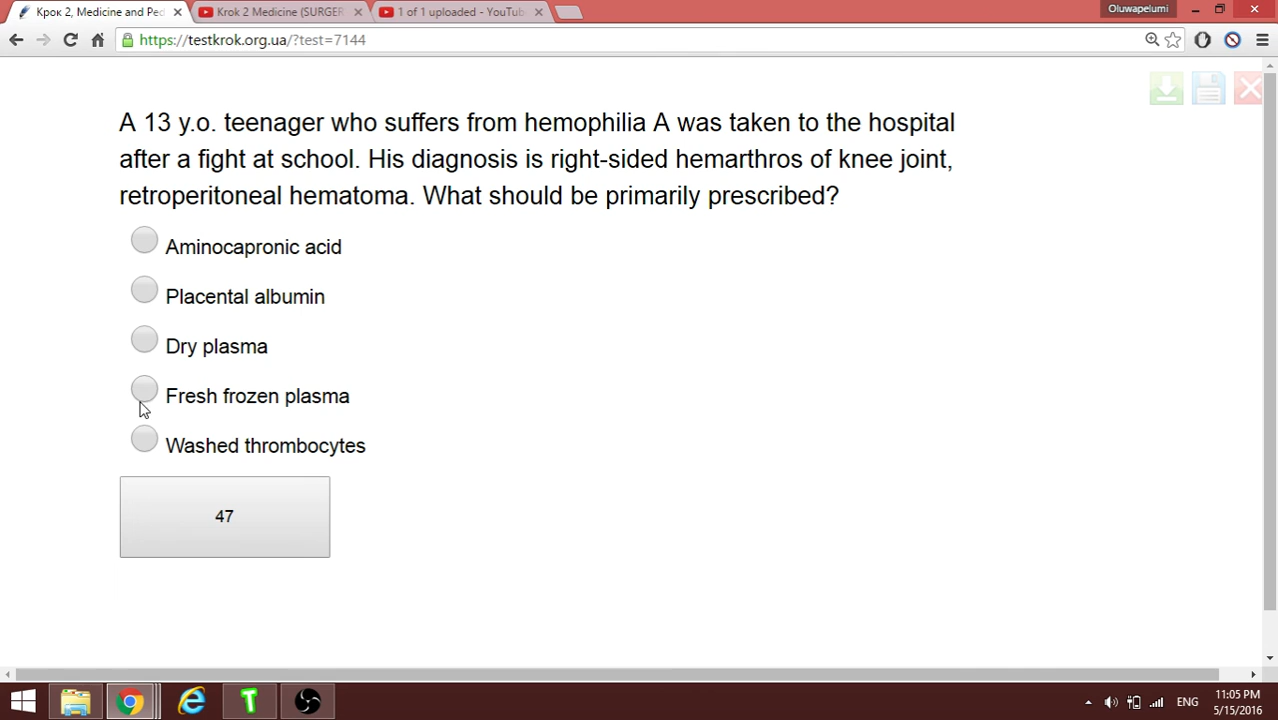 Крок 2, Medicine and Ped
Krok 2 Medicine (SURGER
1 of 1 uploaded - YouTub
Oluwapelumi
https://testkrok.org.ua/?test=7144
A 13 y.o. teenager who suffers from hemophilia A was taken to the hospital
after a fight at school. His diagnosis is right-sided hemarthros of knee joint,
retroperitoneal hematoma. What should be primarily prescribed?
Aminocapronic acid
Placental albumin
Dry plasma
Fresh frozen plasma
Washed thrombocytes
47
T
ENG
11:05 PM
5/15/2016